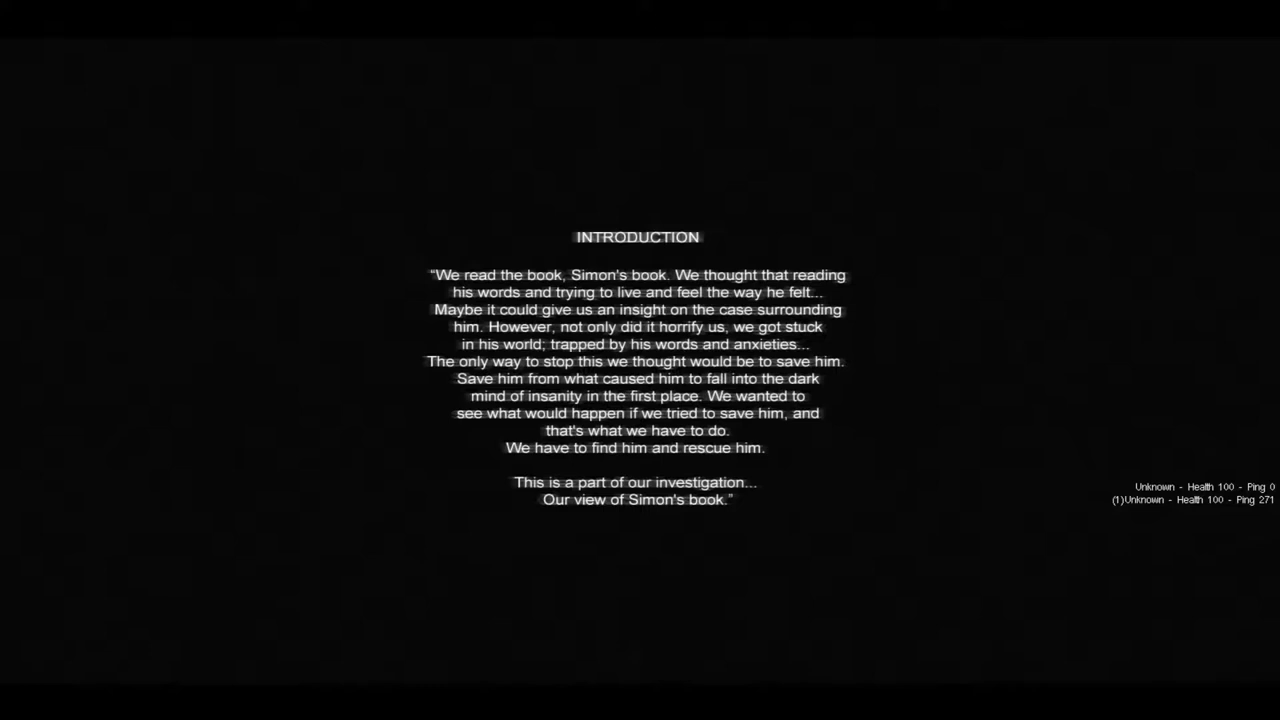 INTRODUCTION
“We read the book, Simon's book. We thought that reading
his words and trying to live and feel the way he felt...
Maybe it could give us an insight on the case surrounding
him. However, not only did it horrify us, we got stuck
in his world; trapped by his words and anxieties...
The only way to stop this we thought would be to save him.
Save him from what caused him to fall into the dark
mind of insanity in the first place. We wanted to
see what would happen if we tried to save him, and
that's what we have to do.
We have to find him and rescue him.
This is a part of our investigation...
Our view of Simon's book.”
Unknown - Health 100 - Ping 0
(1)Unknown - Health 100 - Ping 271